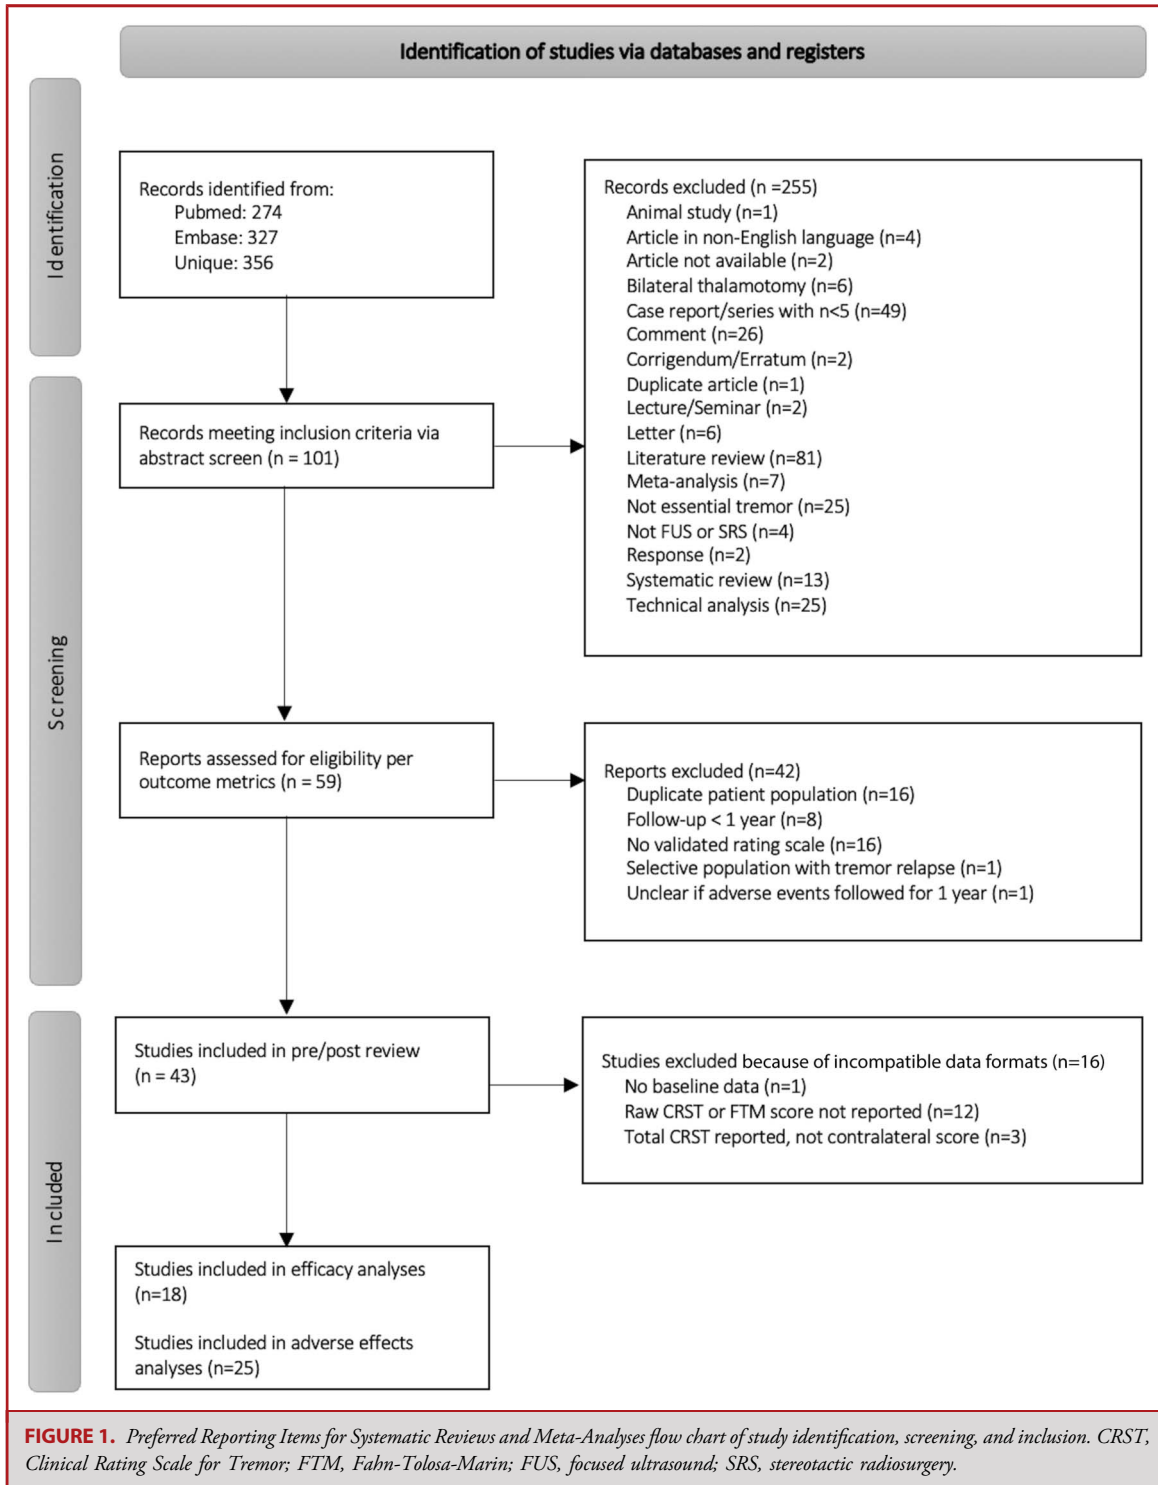 Identification of studies via databases and registers
Identification
Records identified from:
Pubmed: 274
Embase: 327
Unique: 356
Records excluded (n =255)
Animal study (n=1)
Article in non-English language (n=4)
Article not available (n=2)
Bilateral thalamotomy (n=6)
Case report/series with n<5 (n=49)
Comment (n=26)
Corrigendum/Erratum (n=2)
Duplicate article (n=1)
Lecture/Seminar (n=2)
Letter (n=6)
Literature review (n=81)
Meta-analysis (n=7)
Not essential tremor (n=25)
Not FUS or SRS (n=4)
Response (n=2)
Systematic review (n=13)
Technical analysis (n=25)
Screening
Records meeting inclusion criteria via
abstract screen (n = 101)
Reports assessed for eligibility per
outcome metrics (n = 59)
Reports excluded (n=42)
Duplicate patient population (n=16)
Follow-up < 1 year (n=8)
No validated rating scale (n=16)
Selective population with tremor relapse (n=1)
Unclear if adverse events followed for 1 year (n=1)
Included
Studies included in pre/post review
(n = 43)
Studies excluded because of incompatible data formats (n=16)
No baseline data (n=1)
Raw CRST or FTM score not reported (n=12)
Total CRST reported, not contralateral score (n=3)
Studies included in efficacy analyses
(n=18)
Studies included in adverse effects
analyses (n=25)
FIGURE 1. Preferred Reporting Items for Systematic Reviews and Meta-Analyses flow chart of study identification, screening, and inclusion. CRST,
Clinical Rating Scale for Tremor; FTM, Fahn-Tolosa-Marin; FUS, focused ultrasound; SRS, stereotactic radiosurgery.